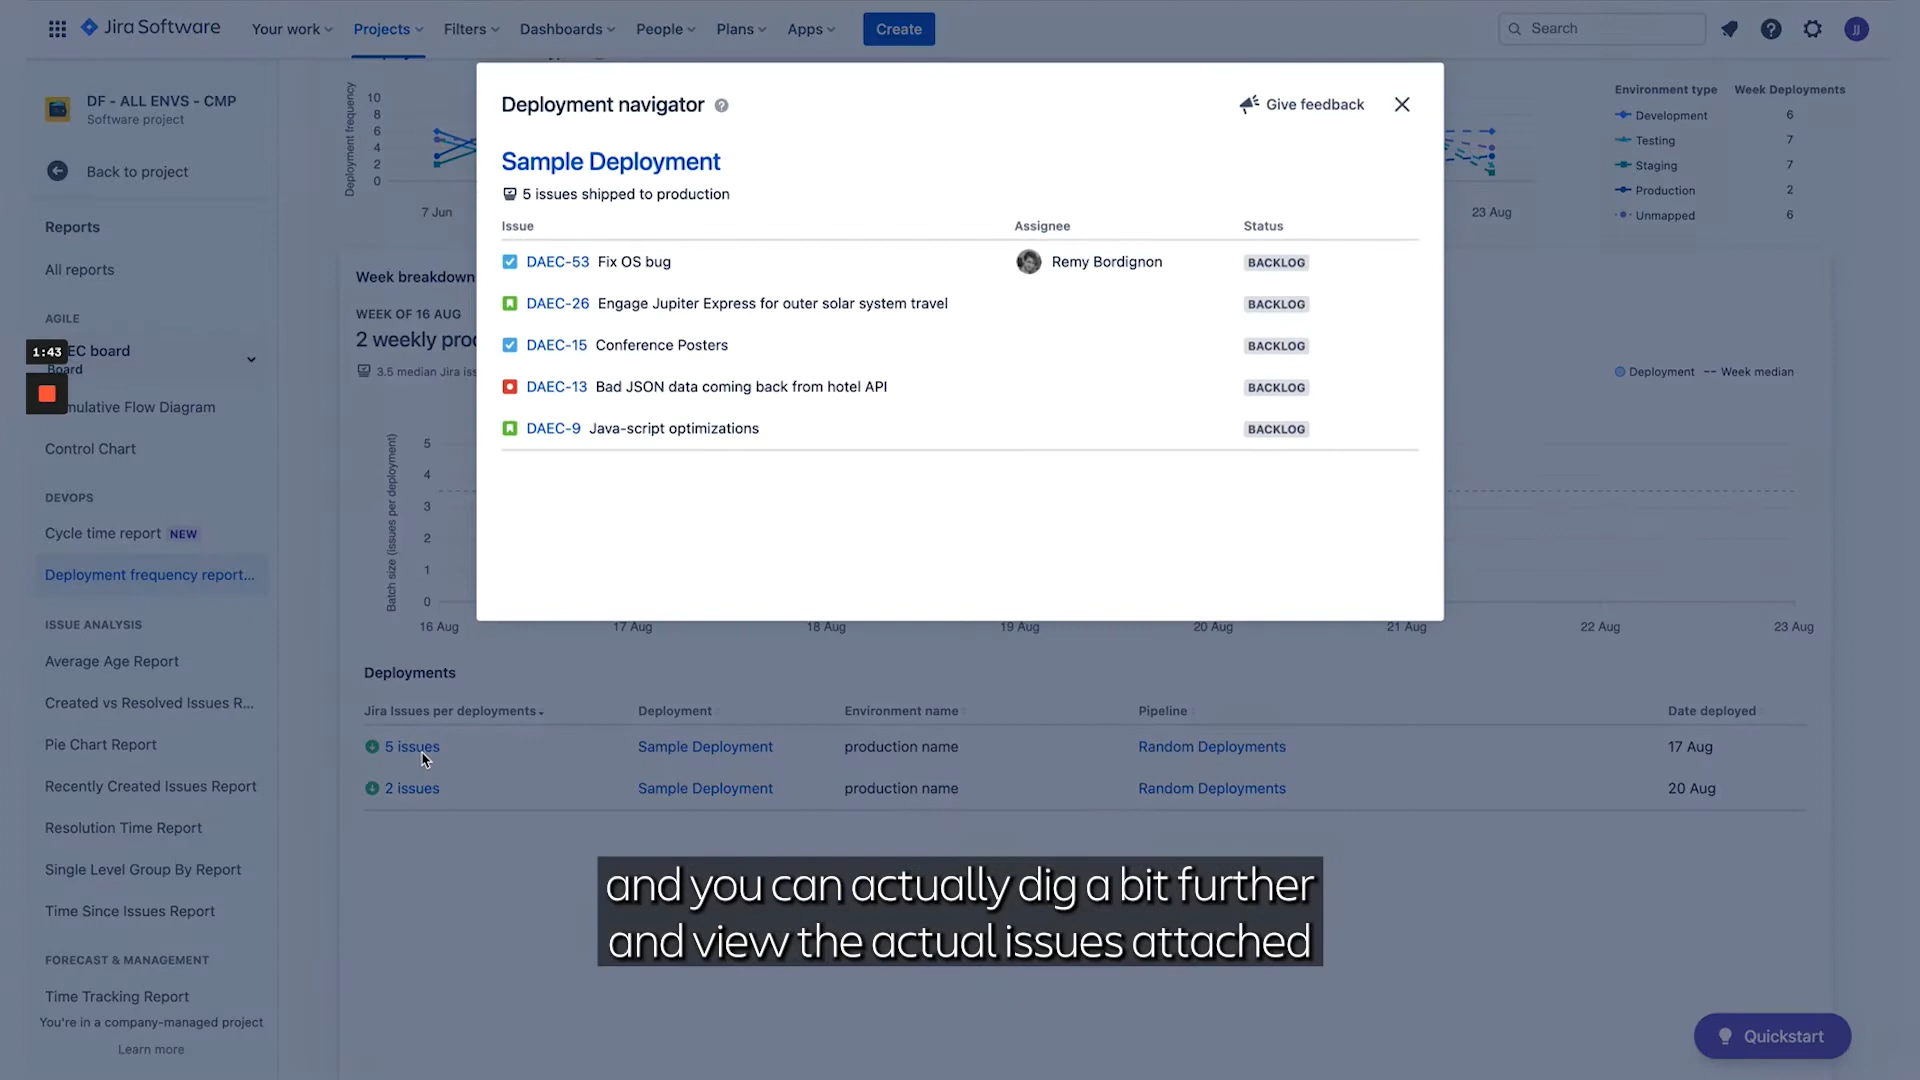 Jira Software
Your work
Projects
Filters
Dashboards
People
Plans
Apps
Create
Search
JJ
DF - ALL ENVS - CMP
Software project
Back to project
Reports
All reports
AGILE
EC board
Board
1:43
mulative Flow Diagram
Control Chart
DEVOPS
Cycle time report NEW
Deployment frequency report...
ISSUE ANALYSIS
Average Age Report
Created vs Resolved Issues R...
Pie Chart Report
Recently Created Issues Report
Resolution Time Report
Single Level Group By Report
Time Since Issues Report
FORECAST & MANAGEMENT
Time Tracking Report
You're in a company-managed project
Learn more
Deployment frequency
10
8
6
4
2
0
7 Jun
23 Aug
Environment type Week Deployments
Development 6
Testing 7
Staging 7
Production 2
Unmapped 6
Deployment navigator
Give feedback
Sample Deployment
5 issues shipped to production
Issue Assignee Status
DAEC-53 Fix OS bug Remy Bordignon BACKLOG
DAEC-26 Engage Jupiter Express for outer solar system travel BACKLOG
DAEC-15 Conference Posters BACKLOG
DAEC-13 Bad JSON data coming back from hotel API BACKLOG
DAEC-9 Java-script optimizations BACKLOG
Week breakdown
WEEK OF 16 AUG
2 weekly pro
3.5 median Jira iss
Deployment
Week median
Batch size (issues per deployment)
5
4
3
2
1
0
16 Aug
17 Aug
18 Aug
19 Aug
20 Aug
21 Aug
22 Aug
23 Aug
Deployments
Jira Issues per deployments Deployment Environment name Pipeline Date deployed
5 issues Sample Deployment production name Random Deployments 17 Aug
2 issues Sample Deployment production name Random Deployments 20 Aug
and you can actually dig a bit further
and view the actual issues attached
Quickstart